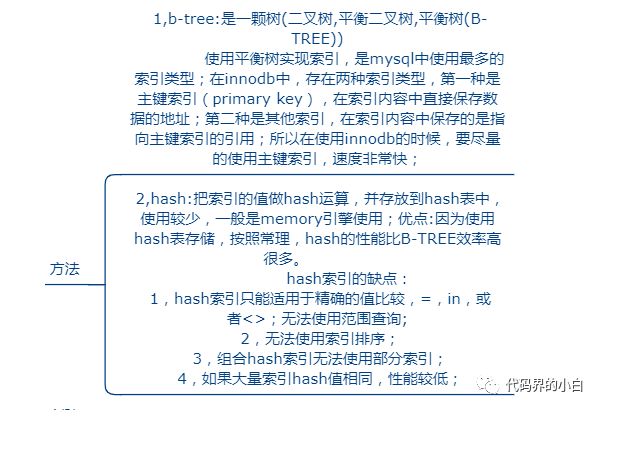 1,b-tree:是一颗树(二叉树,平衡二叉树,平衡树(B-
TREE))
使用平衡树实现索引，是mysql中使用最多的
索引类型；在innodb中，存在两种索引类型，第一种是
主键索引（primary key），在索引内容中直接保存数
据的地址；第二种是其他索引，在索引内容中保存的是指
向主键索引的引用；所以在使用innodb的时候，要尽量
的使用主键索引，速度非常快；
2,hash:把索引的值做hash运算，并存放到hash表中，
使用较少，一般是memory引擎使用；优点:因为使用
hash表存储，按照常理，hash的性能比B-TREE效率高
很多。
方法
hash索引的缺点：
1，hash索引只能适用于精确的值比较，=，in，或
者<>；无法使用范围查询;
2，无法使用索引排序；
3，组合hash索引无法使用部分索引；
4，如果大量索引hash值相同，性能较低；
代码界的小白